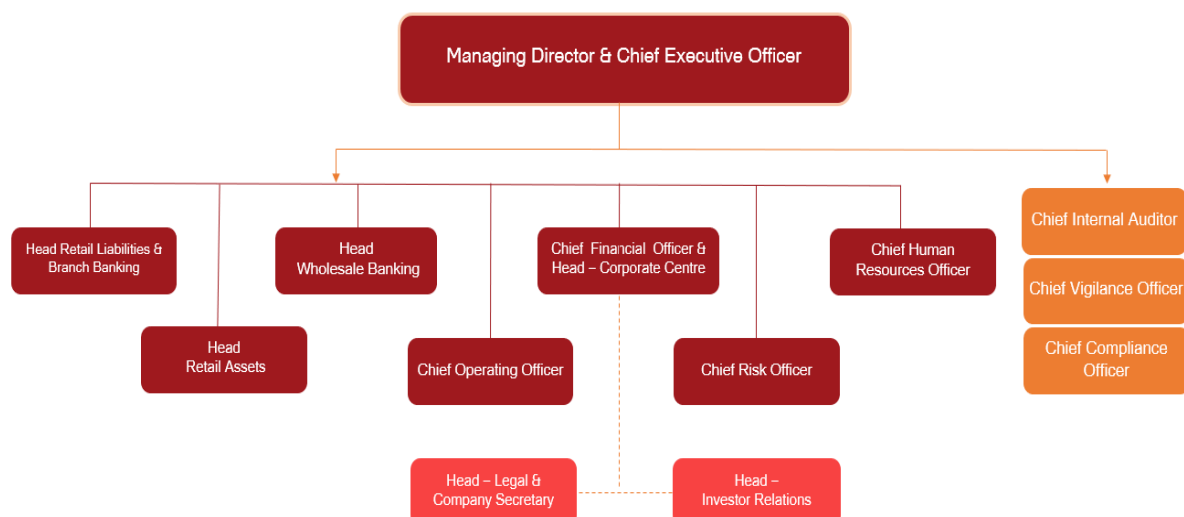 Managing Director & Chief Executive Officer
Head Retail Liabilities &
Branch Banking
Head
Wholesale Banking
Chief Financial Officer &
Head – Corporate Centre
Chief Human
Resources Officer
Chief Internal Auditor
Chief Vigilance Officer
Chief Compliance
Officer
Head
Retail Assets
Chief Operating Officer
Chief Risk Officer
Head – Legal &
Company Secretary
Head –
Investor Relations